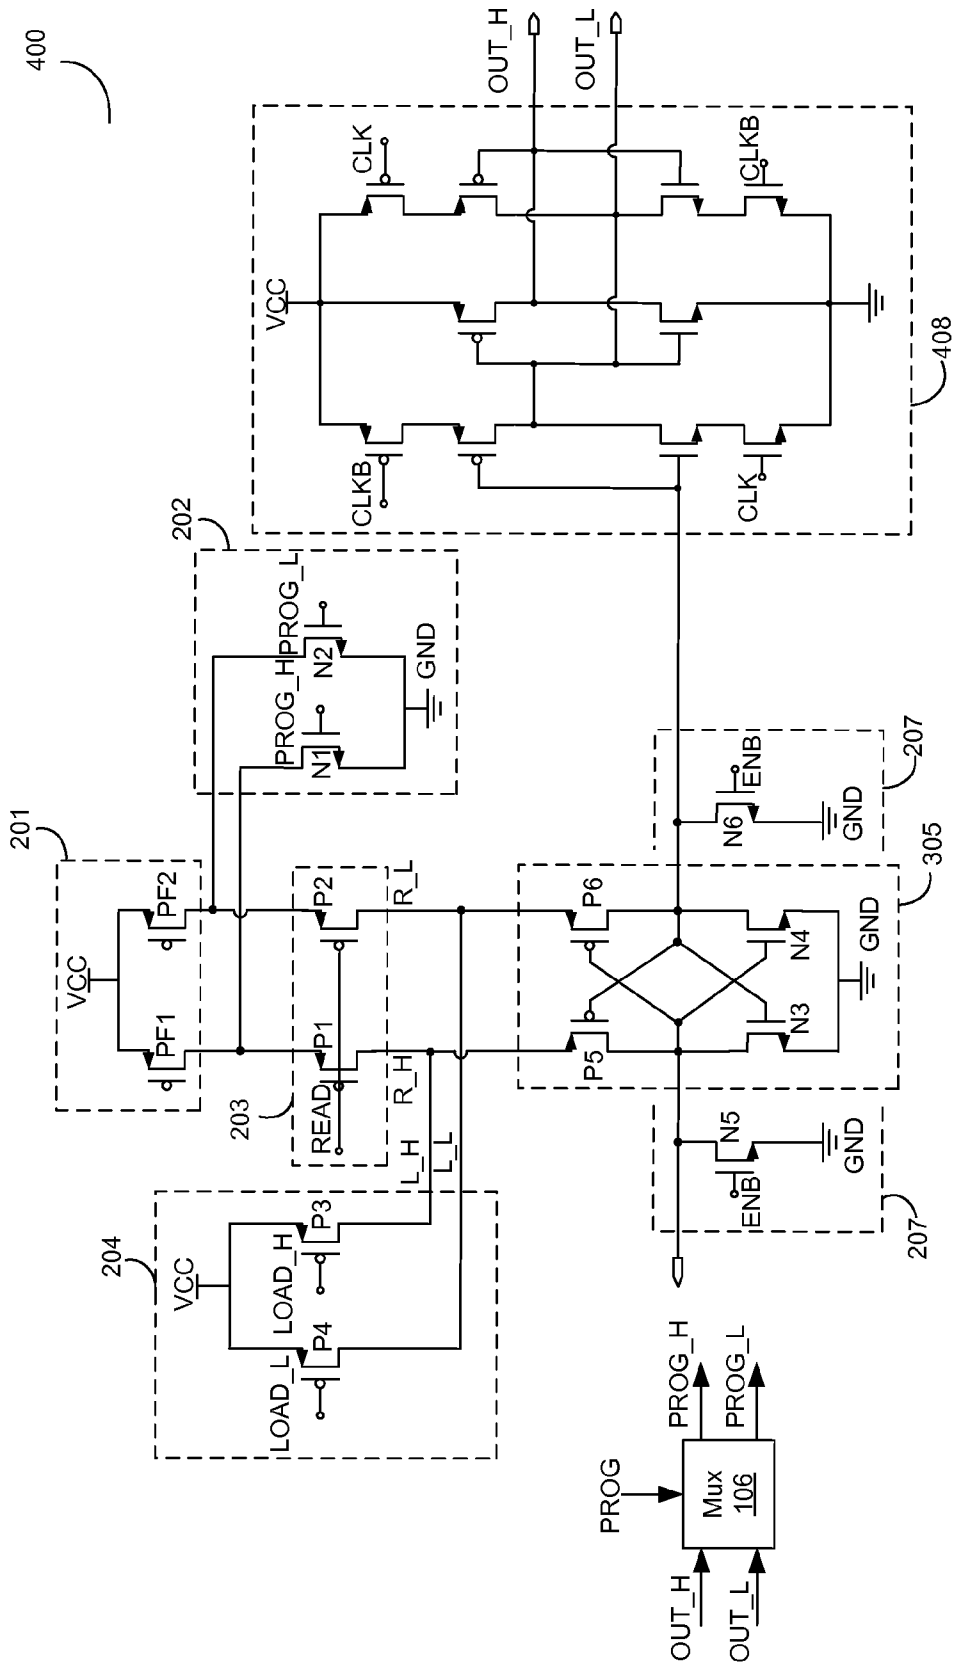 400
OUT_H
OUT_L
CLK
CLKB
VCC
CLKB
CLK
408
202
PROG_L
PROG_H
N2
N1
GND
201
VCC
PF2
PF1
203
READ
P2
P1
R_L
R_H
L_H
L_L
204
VCC
LOAD_H
P3
LOAD_L
P4
207
ENB
N6
GND
305
P6
P5
N4
N3
GND
207
ENB
N5
GND
PROG
Mux
106
PROG_H
PROG_L
OUT_H
OUT_L